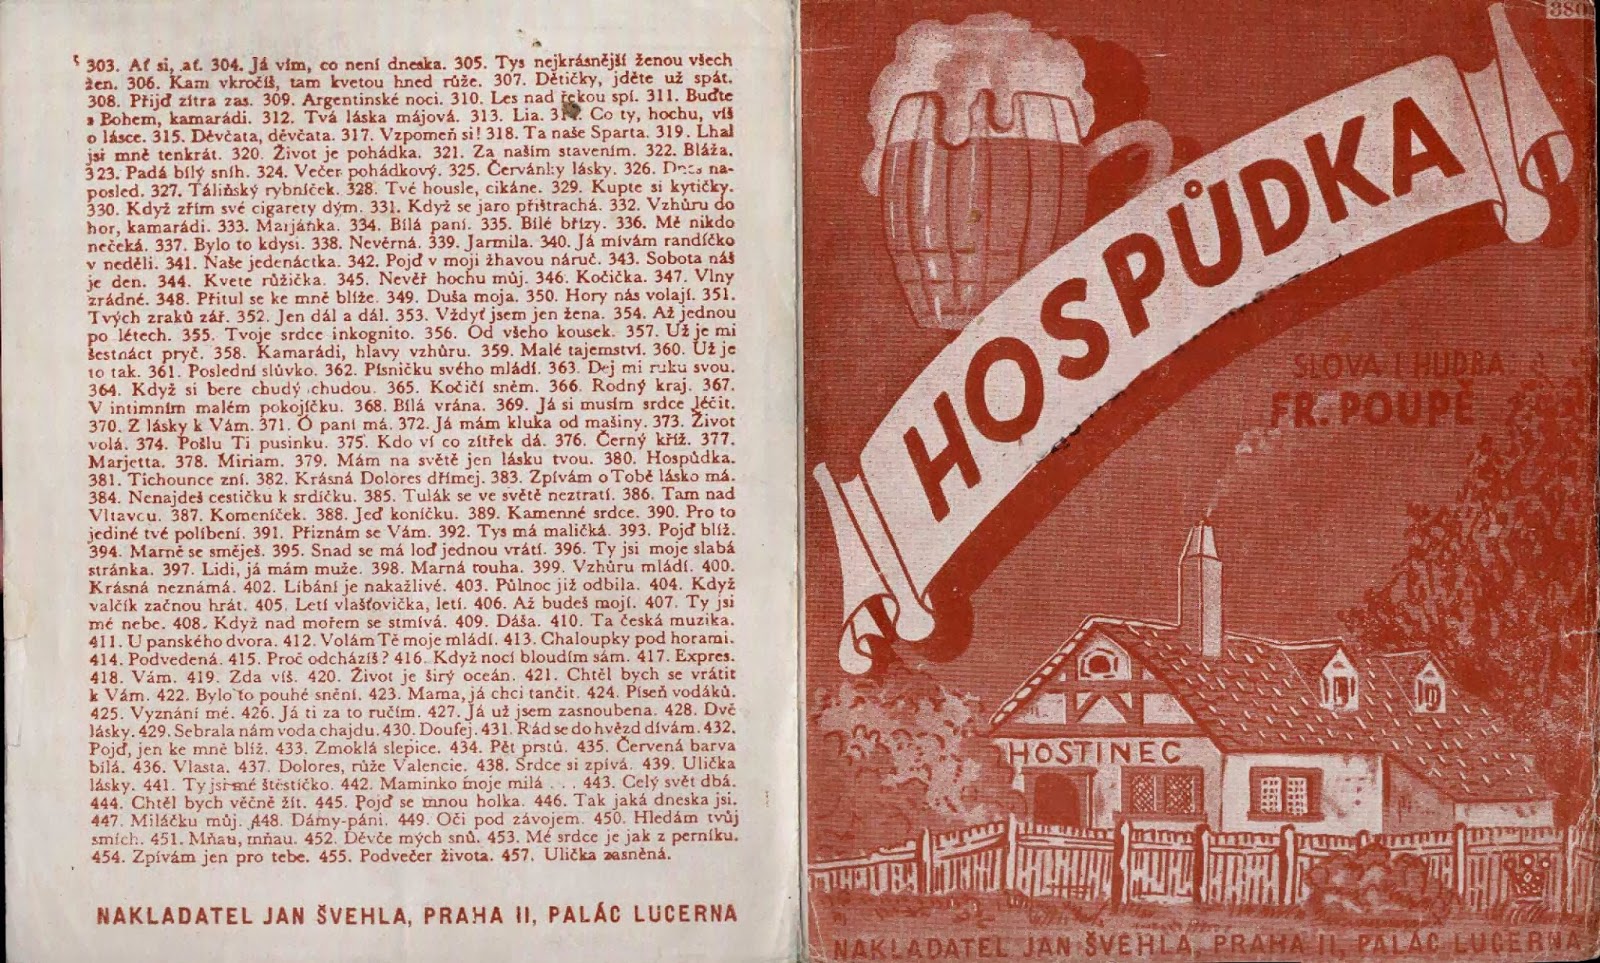 303. Ať si, ať. 304. Já vím, co není dneska. 305. Tys nejkrásnější ženou všech
žen. 306. Kam vkročíš, tam kvetou hned růže. 307. Dětičky, jděte už spát.
308. Přijď zítra zas. 309. Argentinské noci. 310. Les nad řekou spí. 311. Buďte
s Bohem, kamarádi. 312. Tvá láska májová. 313. Lia. Co ty, hochu, víš
o lásce. 315. Děvčata, děvčata. 317. Vzpomeň si! 318. Ta naše Sparta. 319. Lhal
jsi mně tenkrát. 320. Život je pohádka. 321. Za naším stavením. 322. Bláža.
323. Padá bílý sníh. 324. Večer pohádkový. 325. Červánky lásky. 326. na-
posled. 327. Táliňský rybníček. 328. Tvé housle, cikáne. 329. Kupte si kytičky.
330. Když zřím své cigarety dým. 331. Když se jaro přištrachá. 332. Vzhůru do
hor, kamarádi. 333. Marjánka. 334. Bílá paní. 335. Bílé břízy. 336. Mě nikdo
nečeká. 337. Bylo to kdysi. 338. Nevěrná. 339. Jarmila. 340. Já mívám randíčko
v neděli. 341. Naše jedenáctka. 342. Pojď v moji žhavou náruč. 343. Sobota náš
je den. 344. Kvete růžička. 345. Nevěř hochu můj. 346. Kočička. 347. Vlny
zrádné. 348. Přitul se ke mně blíže. 349. Duša moja. 350. Hory nás volají. 351.
Tvých zraků zář. 352. Jen dál a dál. 353. Vždyť jsem jen žena. 354. Až jednou
po létech. 355. Tvoje srdce inkognito. 356. Od všeho kousek. 357. Už je mi
šestnáct pryč. 358. Kamarádi, hlavy vzhůru. 359. Malé tajemství. 360. Už je
to tak. 361. Poslední slůvko. 362. Písničku svého mládí. 363. Dej mi ruku svou.
364. Když si bere chudý chudou. 365. Kočičí sněm. 366. Rodný kraj. 367.
V intimním malém pokojíčku. 368. Bílá vrána. 369. Já si musím srdce léčit.
370. Z lásky k Vám. 371. Ó paní má. 372. Já mám kluka od mašiny. 373. Život
volá. 374. Pošlu Ti pusinku. 375. Kdo ví co zítřek dá. 376. Černý kříž. 377.
Marjetta. 378. Miriam. 379. Mám na světě jen lásku tvou. 380. Hospůdka.
381. Tichounce zní. 382. Krásná Dolores dřímej. 383. Zpívám o Tobě lásko má.
384. Nenajdeš cestičku k srdíčku. 385. Tulák se ve světě neztratí. 386. Tam nad
Vltavou. 387. Komeníček. 388. Jeď koníčku. 389. Kamenné srdce. 390. Pro to
jediné tvé políbení. 391. Přiznám se Vám. 392. Tys má maličká. 393. Pojď blíž.
394. Marně se směješ. 395. Snad se má loď jednou vrátí. 396. Ty jsi moje slabá
stránka. 397. Lidi, já mám muže. 398. Marná touha. 399. Vzhůru mládí. 400.
Krásná neznámá. 402. Líbání je nakažlivé. 403. Půlnoc již odbila. 404. Když
valčík začnou hrát. 405. Letí vlašťovička, letí. 406. Až budeš mojí. 407. Ty jsi
mé nebe. 408. Když nad mořem se stmívá. 409. Dáša. 410. Ta česká muzika.
411. U panského dvora. 412. Volám Tě moje mládí. 413. Chaloupky pod horami.
414. Podvedená. 415. Proč odcházíš? 416. Když nocí bloudím sám. 417. Expres.
418. Vám. 419. Zda víš. 420. Život je širý oceán. 421. Chtěl bych se vrátit
k Vám. 422. Bylo to pouhé snění. 423. Mama, já chci tančit. 424. Píseň vodáků.
425. Vyznání mé. 426. Já ti za to ručím. 427. Já už jsem zasnoubena. 428. Dvě
lásky. 429. Sebrala nám voda chajdu. 430. Doufej. 431. Rád se do hvězd dívám. 432.
Pojď, jen ke mně blíž. 433. Zmoklá slepice. 434. Pět prstů. 435. Červená barva
bílá. 436. Vlasta. 437. Dolores, růže Valencie. 438. Srdce si zpívá. 439. Ulička
lásky. 441. Ty jsi mé štěstíčko. 442. Maminko moje milá . . . 443. Celý svět dbá.
444. Chtěl bych věčně žít. 445. Pojď se mnou holka. 446. Tak jaká dneska jsi.
447. Miláčku můj. 448. Dámy-páni. 449. Oči pod závojem. 450. Hledám tvůj
smích. 451. Mňau, mňau. 452. Děvče mých snů. 453. Mé srdce je jak z perníku.
454. Zpívám jen pro tebe. 455. Podvečer života. 457. Ulička zasněná.
NAKLADATEL JAN ŠVEHLA, PRAHA II, PALÁC LUCERNA
380
HOSPŮDKA
SLOVA I HUDBA
FR. POUPĚ
HOSTINEC
NAKLADATEL JAN ŠVEHLA, PRAHA II, PALÁC LUCERNA